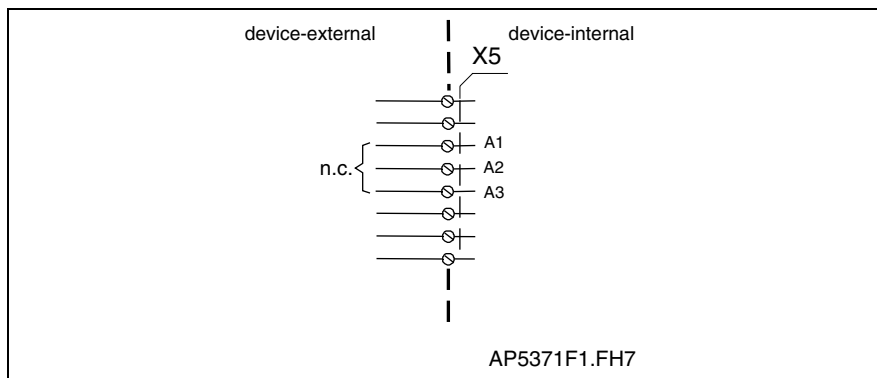 device-external
device-internal
X5
A1
n.c.
A2
A3
AP5371F1.FH7